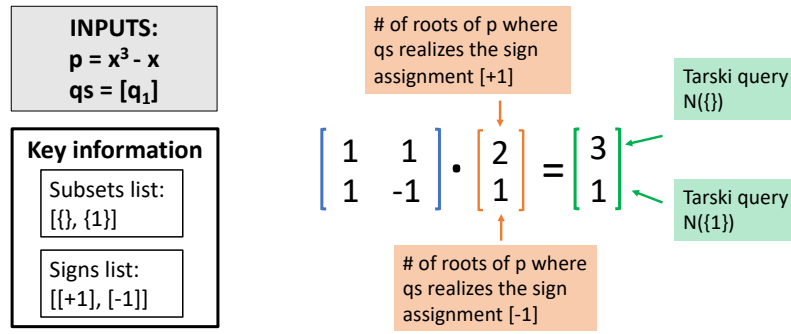 INPUTS:
p = x³ - x
qs = [q₁]
Key information
Subsets list:
[{}, {1}]
Signs list:
[[+1], [-1]]
# of roots of p where
qs realizes the sign
assignment [+1]
1 1
1 -1
·
2
1
=
3
1
# of roots of p where
qs realizes the sign
assignment [-1]
Tarski query
N({})
Tarski query
N({1})